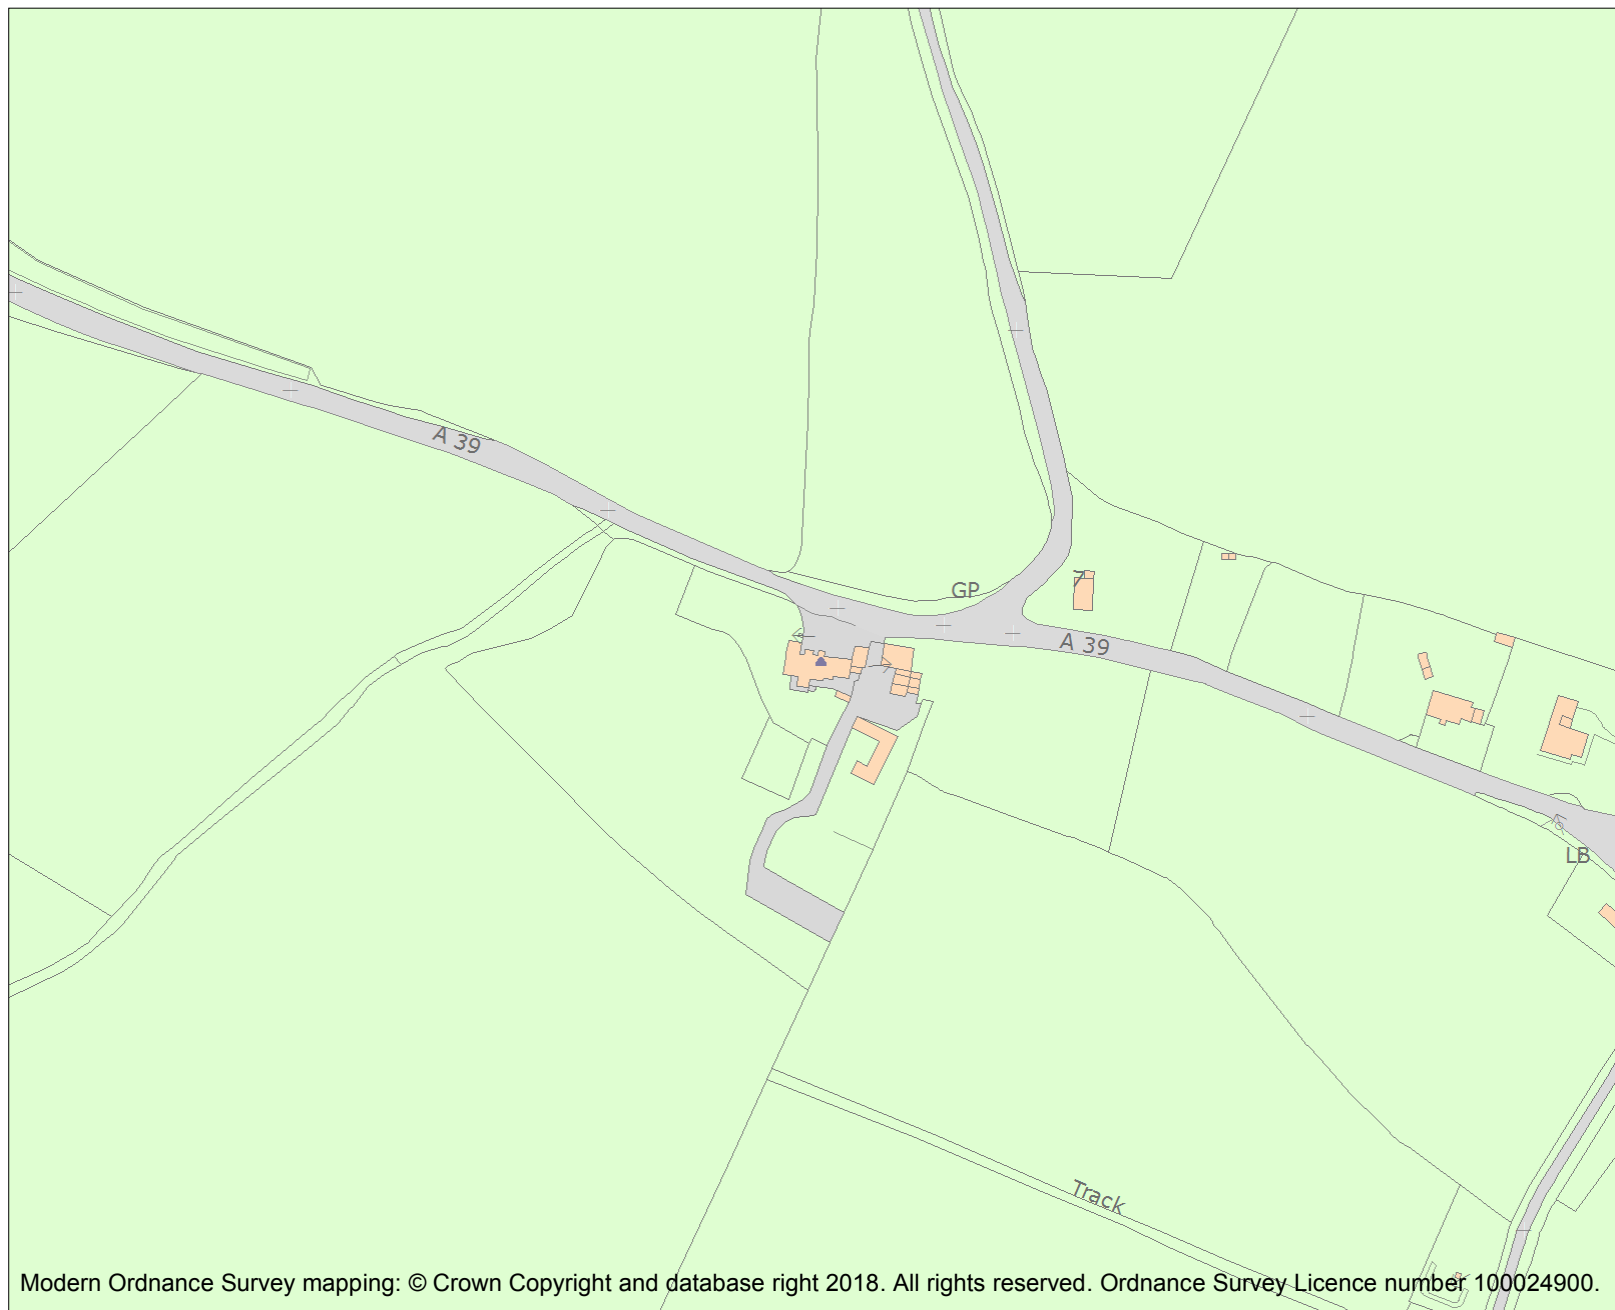 A 39
GP
A 39
LB
Track
Modern Ordnance Survey mapping: © Crown Copyright and database right 2018. All rights reserved. Ordnance Survey Licence number 100024900.